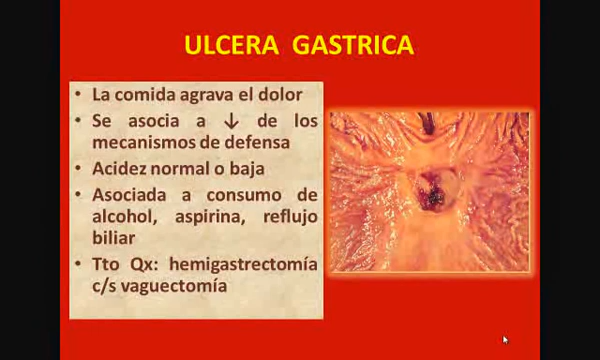 ULCERA GASTRICA
• La comida agrava el dolor
• Se asocia a ↓ de los
mecanismos de defensa
• Acidez normal o baja
• Asociada a consumo de
alcohol, aspirina, reflujo
biliar
• Tto Qx: hemigastrectomía
c/s vaguectomía